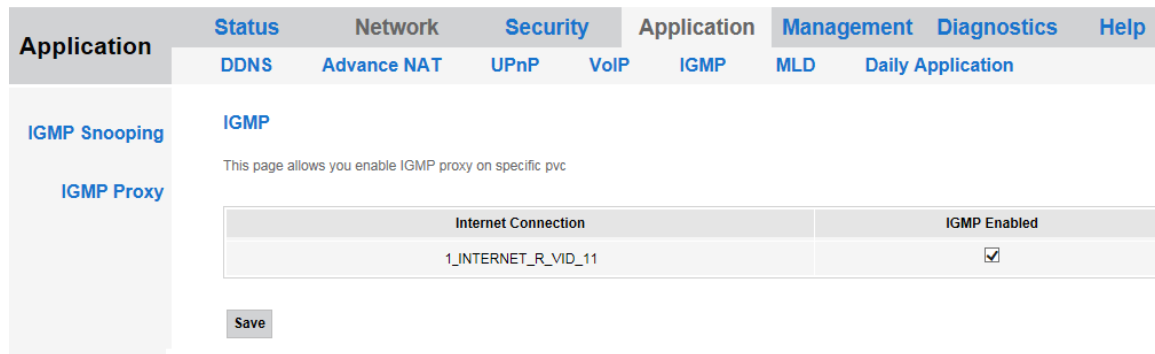 Application
Status Network Security Application Management Diagnostics Help
DDNS Advance NAT UPnP VoIP IGMP MLD Daily Application
IGMP Snooping
IGMP Proxy
IGMP
This page allows you enable IGMP proxy on specific pvc
Internet Connection IGMP Enabled
1_INTERNET_R_VID_11
Save